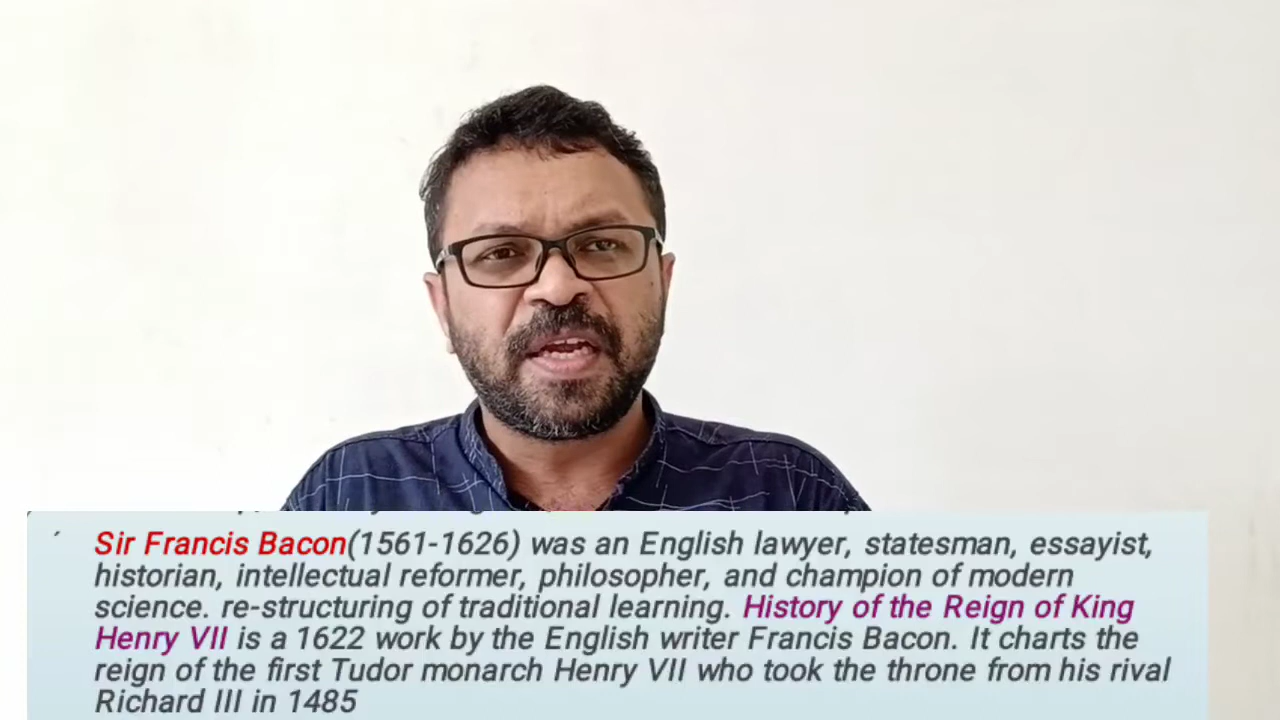 Sir Francis Bacon(1561-1626) was an English lawyer, statesman, essayist,
historian, intellectual reformer, philosopher, and champion of modern
science. re-structuring of traditional learning. History of the Reign of King
Henry VII is a 1622 work by the English writer Francis Bacon. It charts the
reign of the first Tudor monarch Henry VII who took the throne from his rival
Richard III in 1485